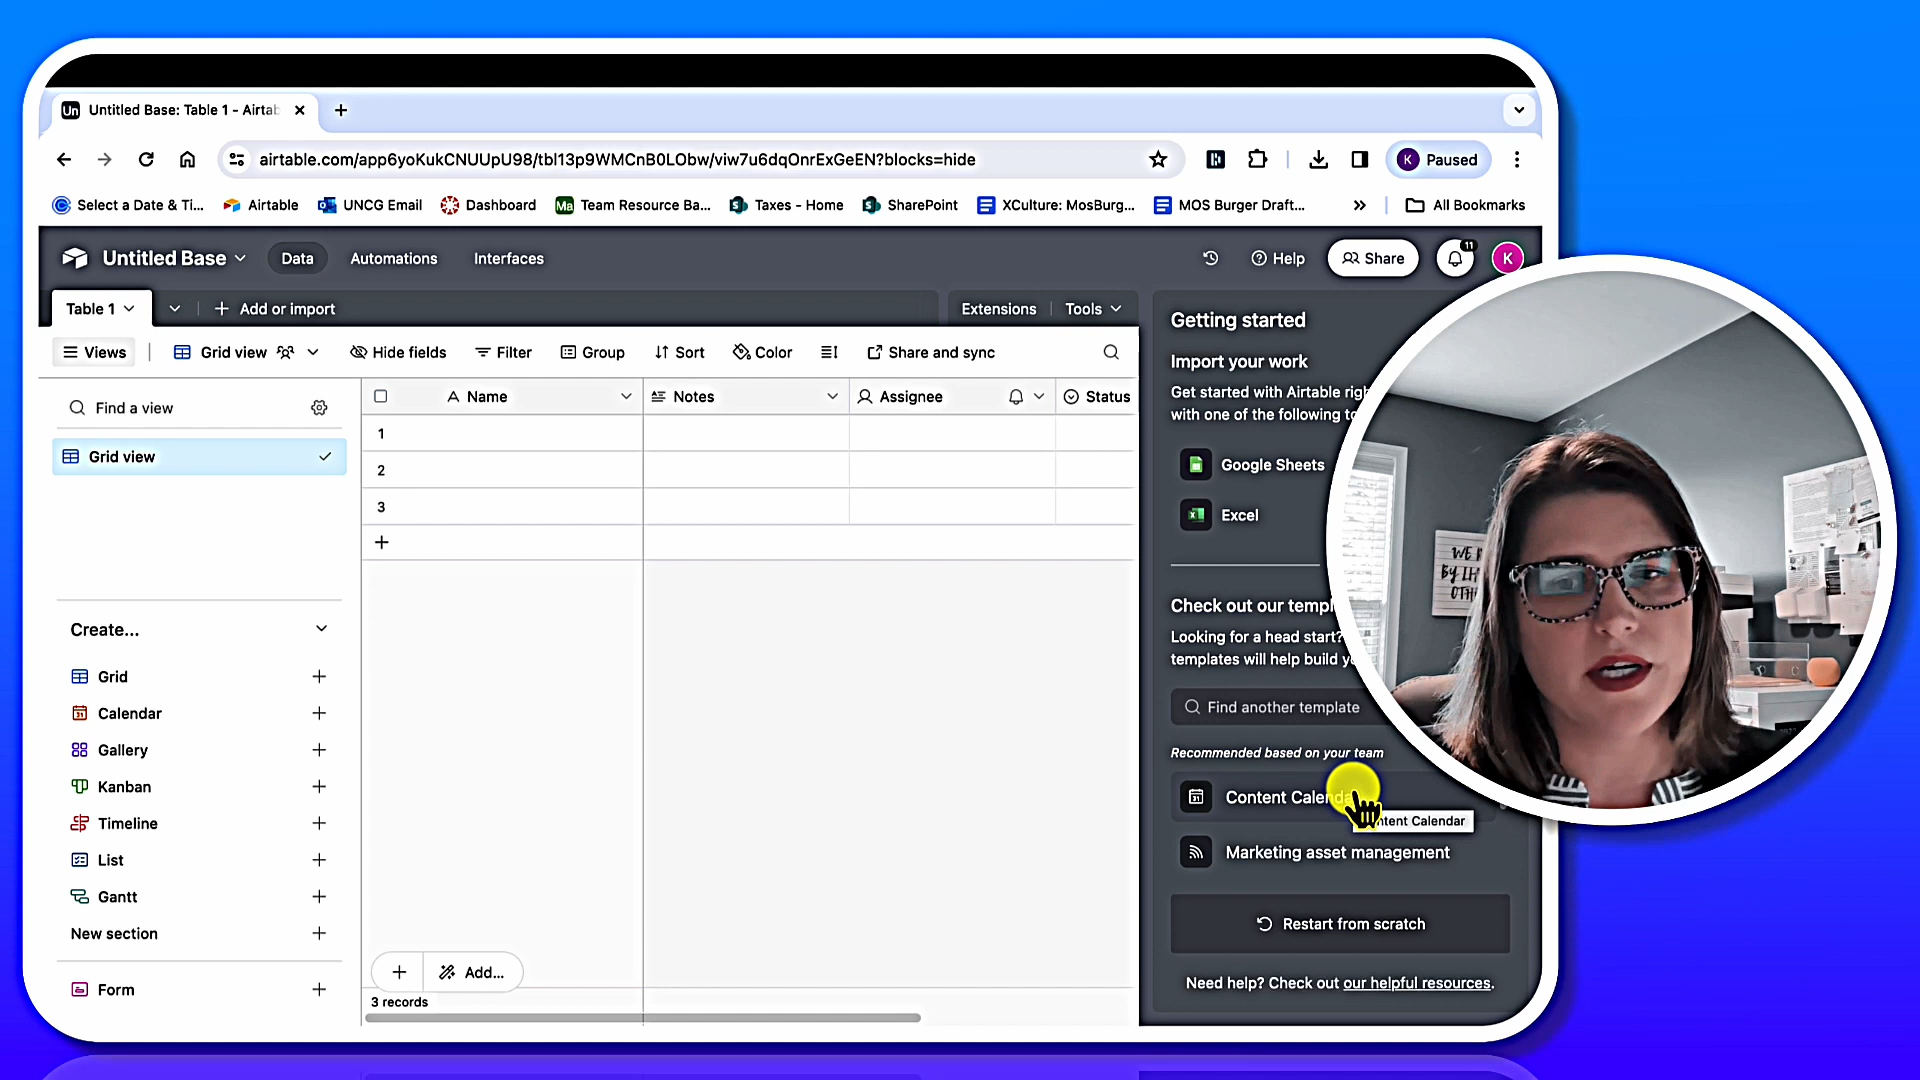 Un Untitled Base: Table 1 - Airtab
airtable.com/app6yoKukCNUUpU98/tbl13p9WMCnB0LObw/viw7u6dqOnrExGeEN?blocks=hide
K Paused
Select a Date & Ti...
Airtable
UNCG Email
Dashboard
Ma Team Resource Ba...
Taxes - Home
SharePoint
XCulture: MosBurg...
MOS Burger Draft...
All Bookmarks
Untitled Base
Data
Automations
Interfaces
Help
Share
11
K
Table 1
Add or import
Extensions
Tools
Views
Grid view
Hide fields
Filter
Group
Sort
Color
Share and sync
Find a view
Grid view
Create...
Grid
Calendar
Gallery
Kanban
Timeline
List
Gantt
New section
Form
Name
Notes
Assignee
Status
1
2
3
Add...
3 records
Getting started
Import your work
Get started with Airtable
with one of the following
Google Sheets
Excel
Check out our
Looking for a head start?
templates will help build
Find another template
Recommended based on your team
Content
Calendar
Marketing asset management
Restart from scratch
Need help? Check out our helpful resources.
WE
BY